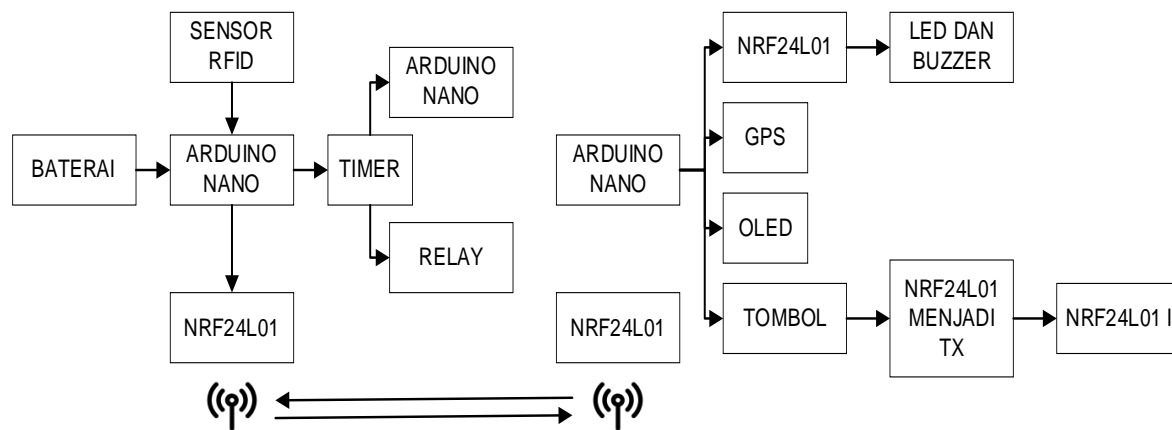 SENSOR
RFID
ARDUINO
NANO
BATERAI
ARDUINO
NANO
TIMER
RELAY
NRF24L01
NRF24L01
LED DAN
BUZZER
GPS
ARDUINO
NANO
OLED
TOMBOL
NRF24L01
MENJADI
TX
NRF24L01 I
NRF24L01